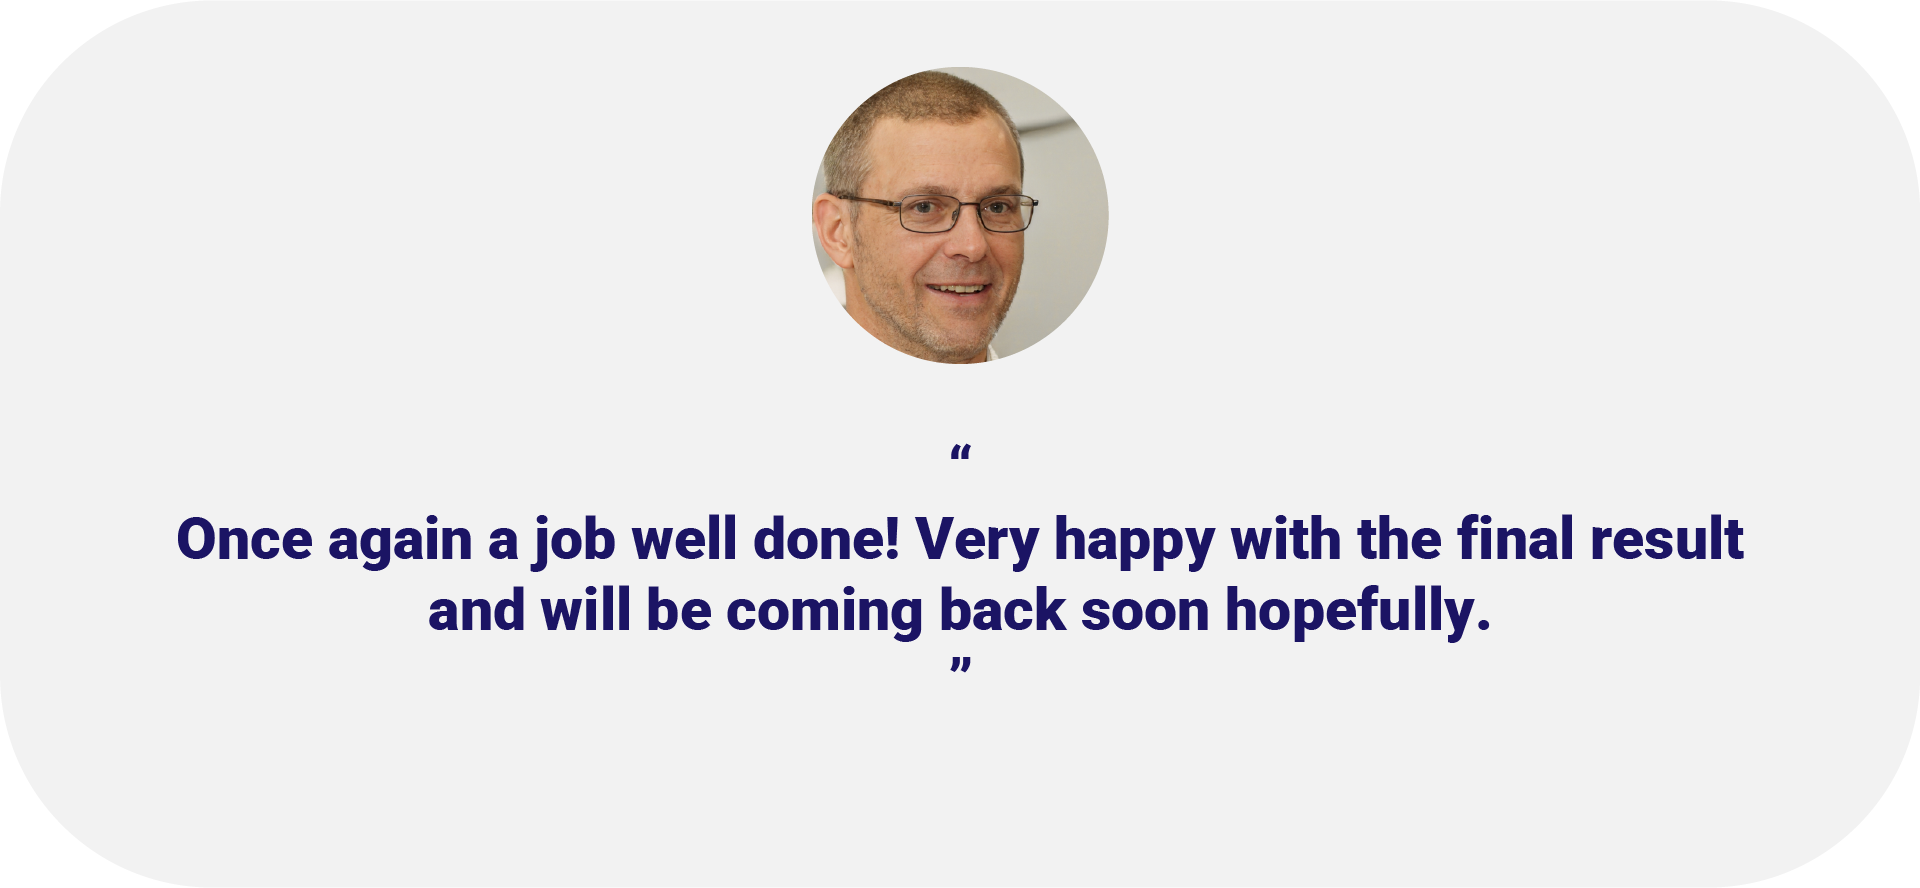 “
Once again a job well done! Very happy with the final result
and will be coming back soon hopefully.
”